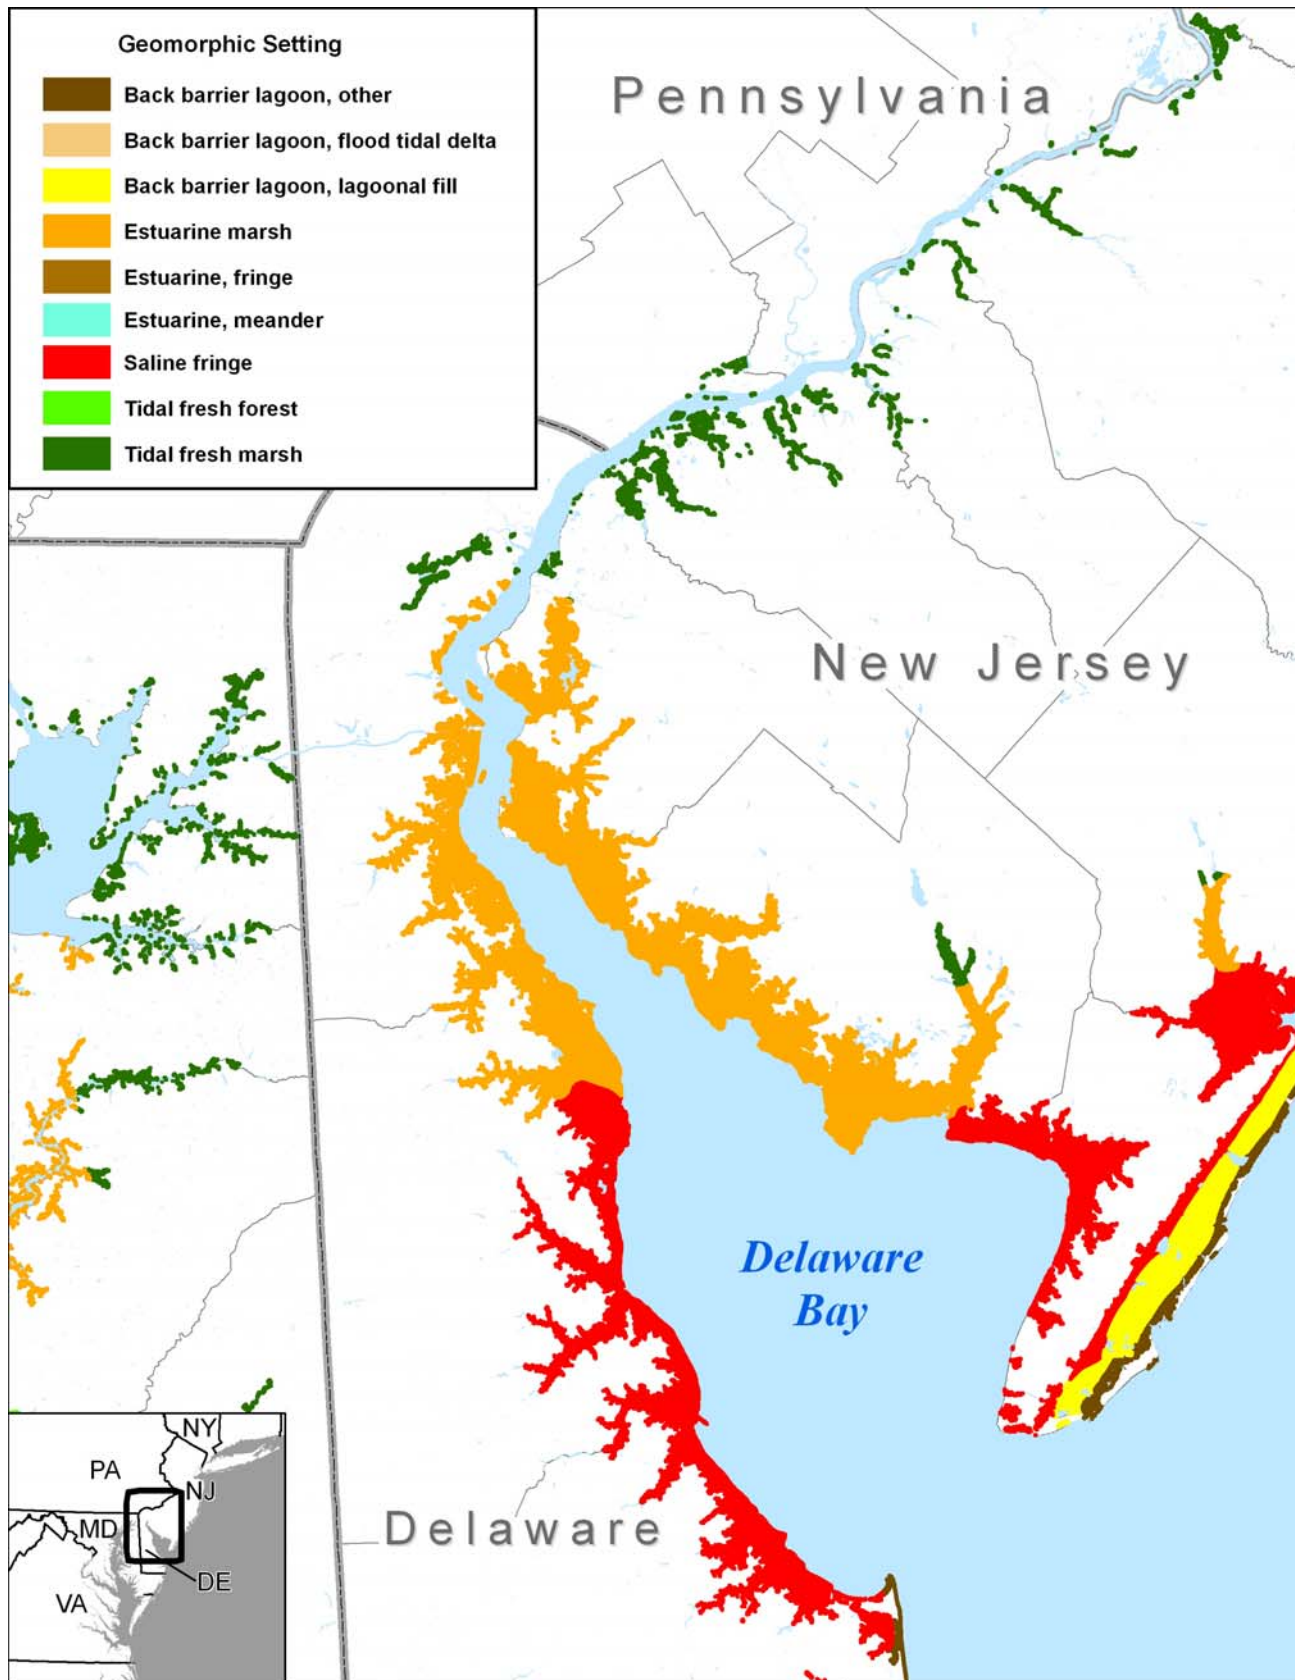 Geomorphic Setting
Back barrier lagoon, other
Back barrier lagoon, flood tidal delta
Back barrier lagoon, lagoonal fill
Estuarine marsh
Estuarine, fringe
Estuarine, meander
Saline fringe
Tidal fresh forest
Tidal fresh marsh
Pennsylvania
New Jersey
Delaware
Bay
Delaware
NY
PA
NJ
MD
DE
VA